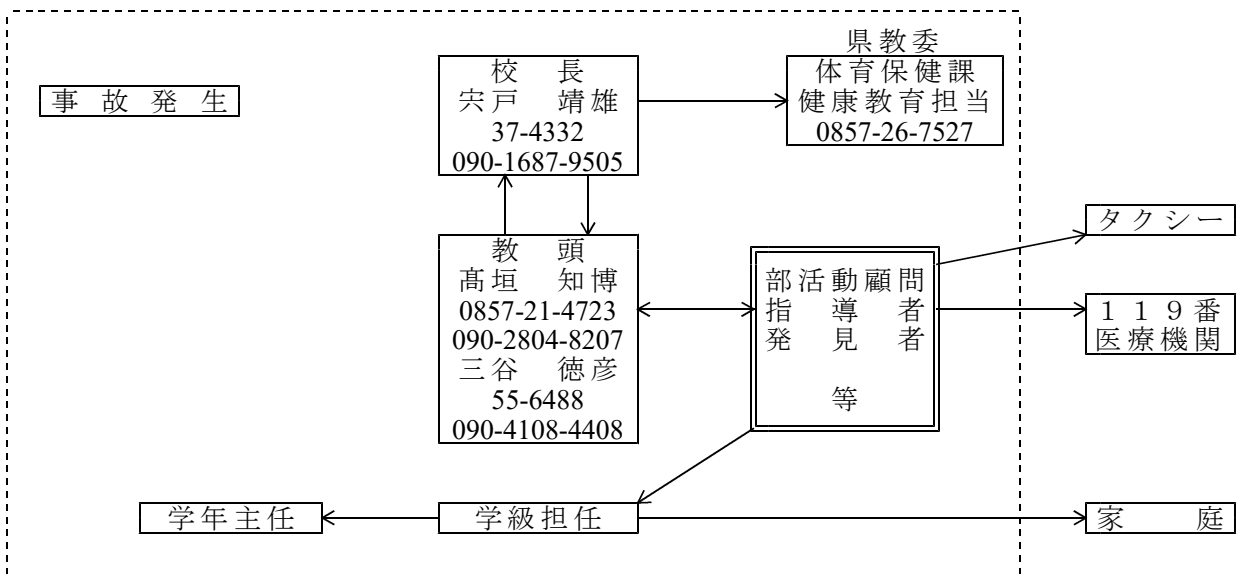 事故発生
校長
宍戸 靖雄
37-4332
090-1687-9505
県教委
体育保健課
健康教育担当
0857-26-7527
教頭
髙垣 知博
0857-21-4723
090-2804-8207
三谷 徳彦
55-6488
090-4108-4408
部活動顧問
指導者
発見者
等
タクシー
１１９番
医療機関
学年主任
学級担任
家庭